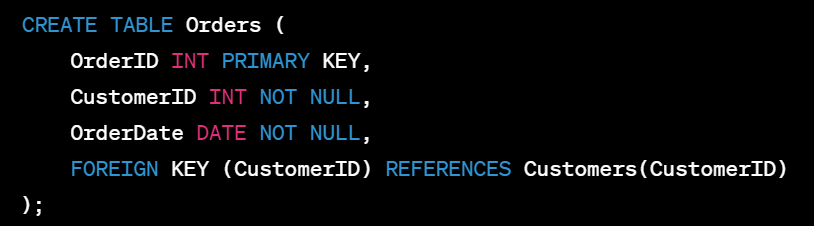 CREATE TABLE Orders (
    OrderID INT PRIMARY KEY,
    CustomerID INT NOT NULL,
    OrderDate DATE NOT NULL,
    FOREIGN KEY (CustomerID) REFERENCES Customers(CustomerID)
);